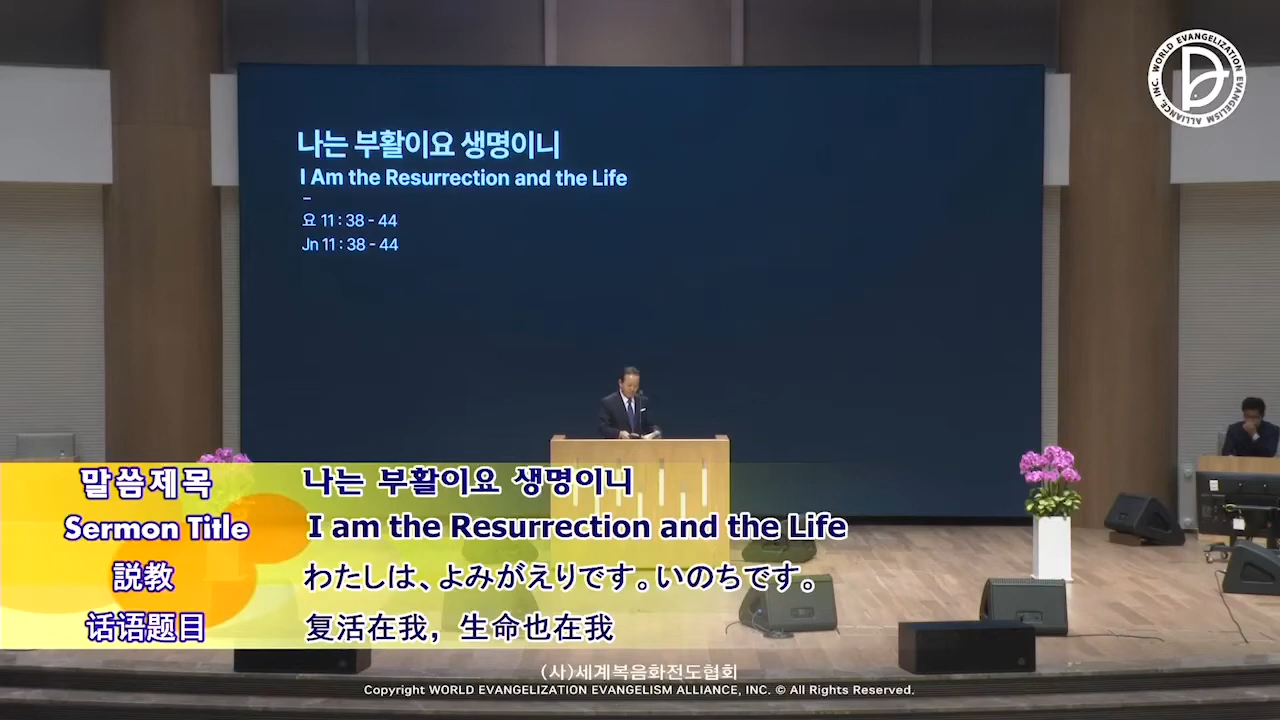 WORLD EVANGELIZATION EVANGELISM ALLIANCE, INC.
나는 부활이요 생명이니
I Am the Resurrection and the Life
-
요 11 : 38 - 44
Jn 11 : 38 - 44
말씀제목 나는 부활이요 생명이니
Sermon Title I am the Resurrection and the Life
説教 わたしは、よみがえりです。いのちです。
话语题目 复活在我，生命也在我
(사)세계복음화전도협회
Copyright WORLD EVANGELIZATION EVANGELISM ALLIANCE, INC. © All Rights Reserved.